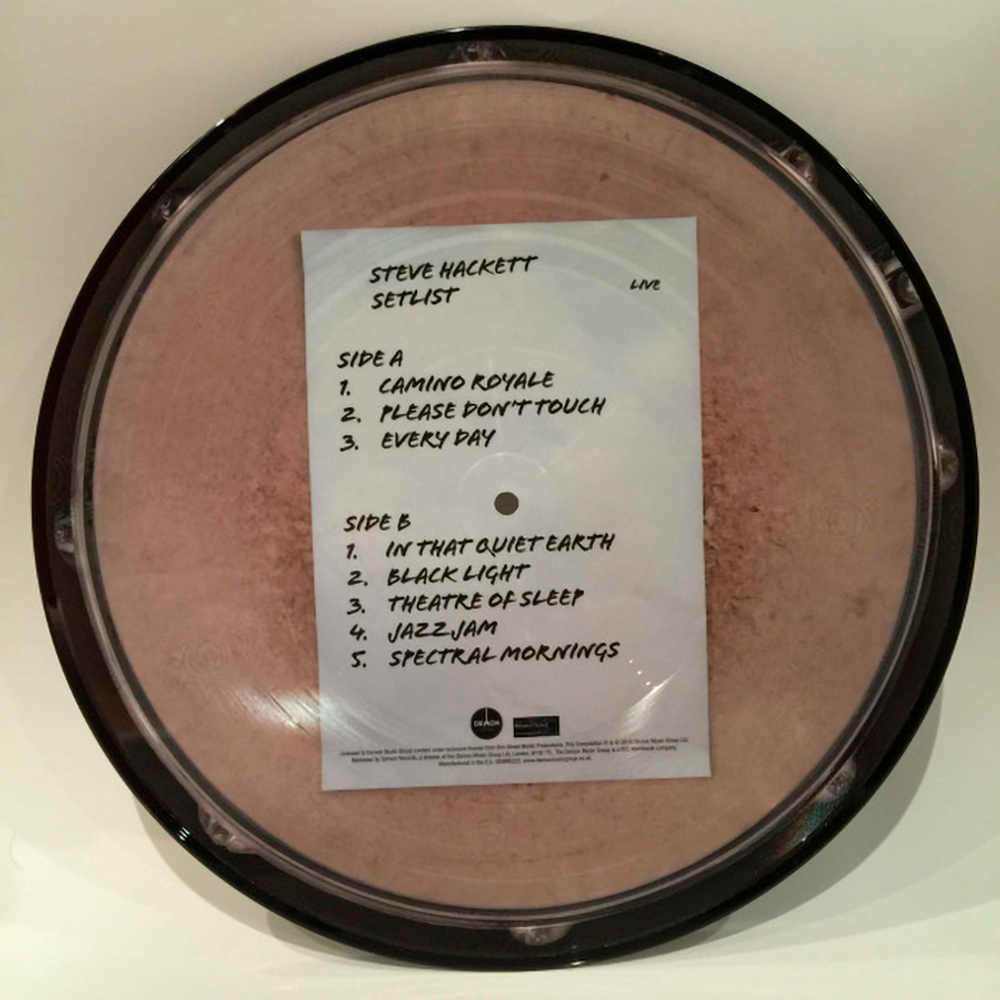 STEVE HACKETT
SETLIST
LIVE
SIDE A
1. CAMINO ROYALE
2. PLEASE DON'T TOUCH
3. EVERY DAY
SIDE B
1. IN THAT QUIET EARTH
2. BLACK LIGHT
3. THEATRE OF SLEEP
4. JAZZ JAM
5. SPECTRAL MORNINGS
DEMON